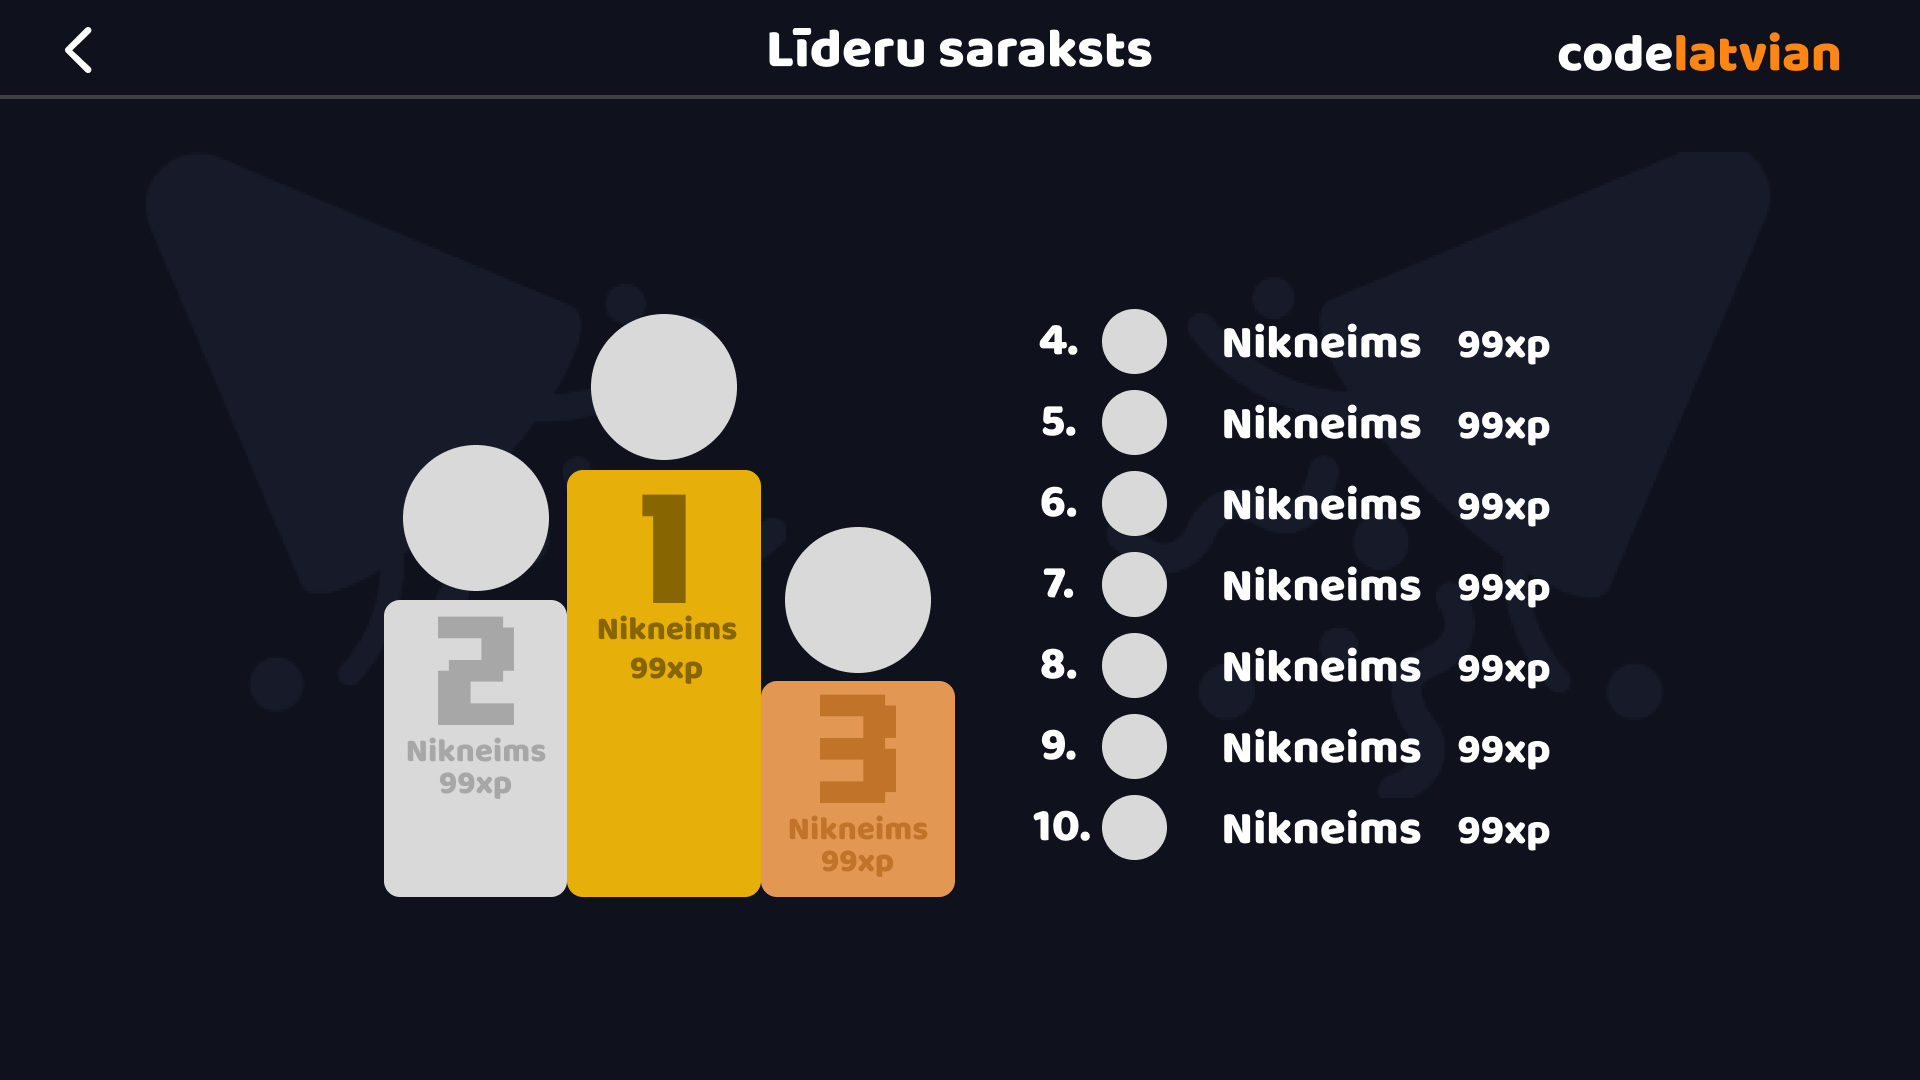 Līderu saraksts
codelatvian
1
Nikneims
99xp
2
Nikneims
99xp
3
Nikneims
99xp
4. Nikneims 99xp
5. Nikneims 99xp
6. Nikneims 99xp
7. Nikneims 99xp
8. Nikneims 99xp
9. Nikneims 99xp
10. Nikneims 99xp